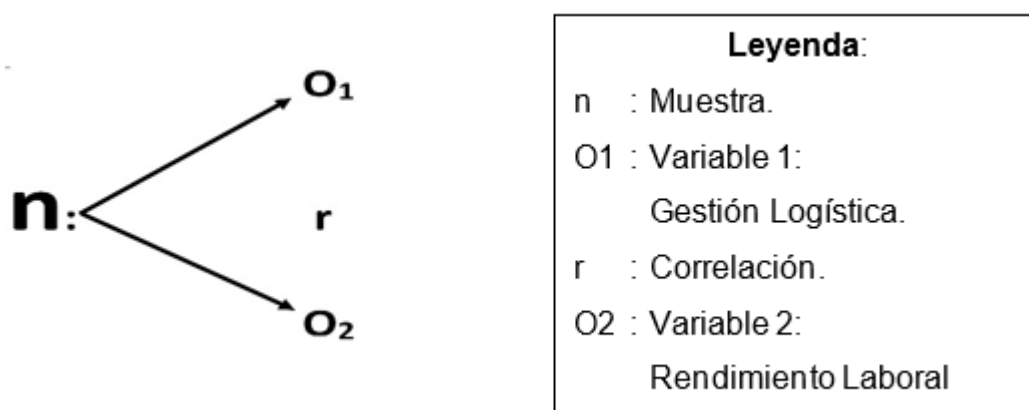 O₁
n:
r
O₂
Leyenda:
n : Muestra.
O1 : Variable 1:
Gestión Logística.
r : Correlación.
O2 : Variable 2:
Rendimiento Laboral